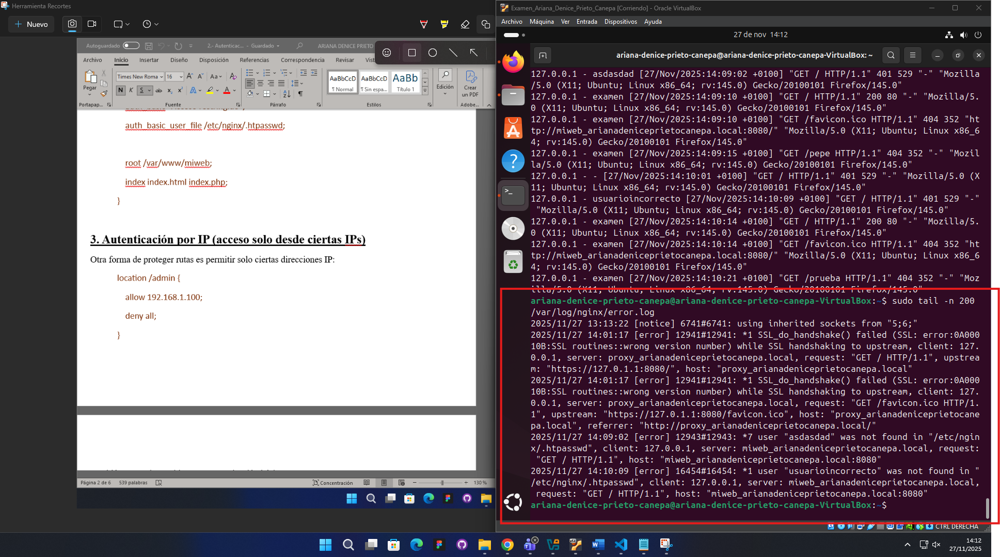 Herramienta Recortes
Nuevo
Autoguardado
2.- Autenticac... - Guardado
ARIANA DENICE PRIETO
Archivo Inicio Insertar Diseño Disposición Referencias Correspondencia Revisar Vist
Pegar
Times New Roma 16
N K S ab x₂ x²
AaBbCcD AaBbCcD AaBb
¶ Normal ¶ Sin espa... Título 1
Edición
Crear un PDF
Portapap... Fuente Párrafo Estilos Adobe...
auth_basic_user_file /etc/nginx/.htpasswd;
root /var/www/miweb;
index index.html index.php;
}
3. Autenticación por IP (acceso solo desde ciertas IPs)
Otra forma de proteger rutas es permitir solo ciertas direcciones IP:
location /admin {
allow 192.168.1.100;
deny all;
}
Página 2 de 6 539 palabras
Concentración
130 %
Examen_Ariana_Denice_Prieto_Canepa [Corriendo] - Oracle VirtualBox
Archivo Máquina Ver Entrada Dispositivos Ayuda
27 de nov 14:12
ariana-denice-prieto-canepa@ariana-denice-prieto-canepa-VirtualBox: ~
127.0.0.1 - asdasdad [27/Nov/2025:14:09:02 +0100] "GET / HTTP/1.1" 401 529 "-" "Mozilla
/5.0 (X11; Ubuntu; Linux x86_64; rv:145.0) Gecko/20100101 Firefox/145.0"
127.0.0.1 - examen [27/Nov/2025:14:09:10 +0100] "GET / HTTP/1.1" 200 80 "-" "Mozilla/5.
0 (X11; Ubuntu; Linux x86_64; rv:145.0) Gecko/20100101 Firefox/145.0"
127.0.0.1 - examen [27/Nov/2025:14:09:10 +0100] "GET /favicon.ico HTTP/1.1" 404 352 "ht
tp://miweb_arianadeniceprietocanepa.local:8080/" "Mozilla/5.0 (X11; Ubuntu; Linux x86_6
4; rv:145.0) Gecko/20100101 Firefox/145.0"
127.0.0.1 - examen [27/Nov/2025:14:09:15 +0100] "GET /pepe HTTP/1.1" 404 352 "-" "Mozil
la/5.0 (X11; Ubuntu; Linux x86_64; rv:145.0) Gecko/20100101 Firefox/145.0"
127.0.0.1 - - [27/Nov/2025:14:10:01 +0100] "GET / HTTP/1.1" 401 529 "-" "Mozilla/5.0 (X
11; Ubuntu; Linux x86_64; rv:145.0) Gecko/20100101 Firefox/145.0"
127.0.0.1 - usuarioincorrecto [27/Nov/2025:14:10:09 +0100] "GET / HTTP/1.1" 401 529 "-"
"Mozilla/5.0 (X11; Ubuntu; Linux x86_64; rv:145.0) Gecko/20100101 Firefox/145.0"
127.0.0.1 - examen [27/Nov/2025:14:10:14 +0100] "GET / HTTP/1.1" 200 80 "-" "Mozilla/5.
0 (X11; Ubuntu; Linux x86_64; rv:145.0) Gecko/20100101 Firefox/145.0"
127.0.0.1 - examen [27/Nov/2025:14:10:14 +0100] "GET /favicon.ico HTTP/1.1" 404 352 "ht
tp://miweb_arianadeniceprietocanepa.local:8080/" "Mozilla/5.0 (X11; Ubuntu; Linux x86_6
4; rv:145.0) Gecko/20100101 Firefox/145.0"
127.0.0.1 - examen [27/Nov/2025:14:10:21 +0100] "GET /prueba HTTP/1.1" 404 352 "-" "Moz
illa/5.0 (X11; Ubuntu; Linux x86_64; rv:145.0) Gecko/20100101 Firefox/145.0"
ariana-denice-prieto-canepa@ariana-denice-prieto-canepa-VirtualBox:~$ sudo tail -n 200
/var/log/nginx/error.log
2025/11/27 13:13:22 [notice] 6741#6741: using inherited sockets from "5;6;"
2025/11/27 14:01:17 [error] 12941#12941: *1 SSL_do_handshake() failed (SSL: error:0A000
10B:SSL routines::wrong version number) while SSL handshaking to upstream, client: 127.
0.0.1, server: proxy_arianadeniceprietocanepa.local, request: "GET / HTTP/1.1", upstrea
m: "https://127.0.1.1:8080/", host: "proxy_arianadeniceprietocanepa.local"
2025/11/27 14:01:17 [error] 12941#12941: *1 SSL_do_handshake() failed (SSL: error:0A000
10B:SSL routines::wrong version number) while SSL handshaking to upstream, client: 127.
0.0.1, server: proxy_arianadeniceprietocanepa.local, request: "GET /favicon.ico HTTP/1.
1", upstream: "https://127.0.1.1:8080/favicon.ico", host: "proxy_arianadeniceprietocane
pa.local", referrer: "http://proxy_arianadeniceprietocanepa.local/"
2025/11/27 14:09:02 [error] 12943#12943: *7 user "asdasdad" was not found in "/etc/ngin
x/.htpasswd", client: 127.0.0.1, server: miweb_arianadeniceprietocanepa.local, request:
"GET / HTTP/1.1", host: "miweb_arianadeniceprietocanepa.local:8080"
2025/11/27 14:10:09 [error] 16454#16454: *1 user "usuarioincorrecto" was not found in "
/etc/nginx/.htpasswd", client: 127.0.0.1, server: miweb_arianadeniceprietocanepa.local,
request: "GET / HTTP/1.1", host: "miweb_arianadeniceprietocanepa.local:8080"
ariana-denice-prieto-canepa@ariana-denice-prieto-canepa-VirtualBox:~$
CTRL DERECHA
14:12
27/11/2025